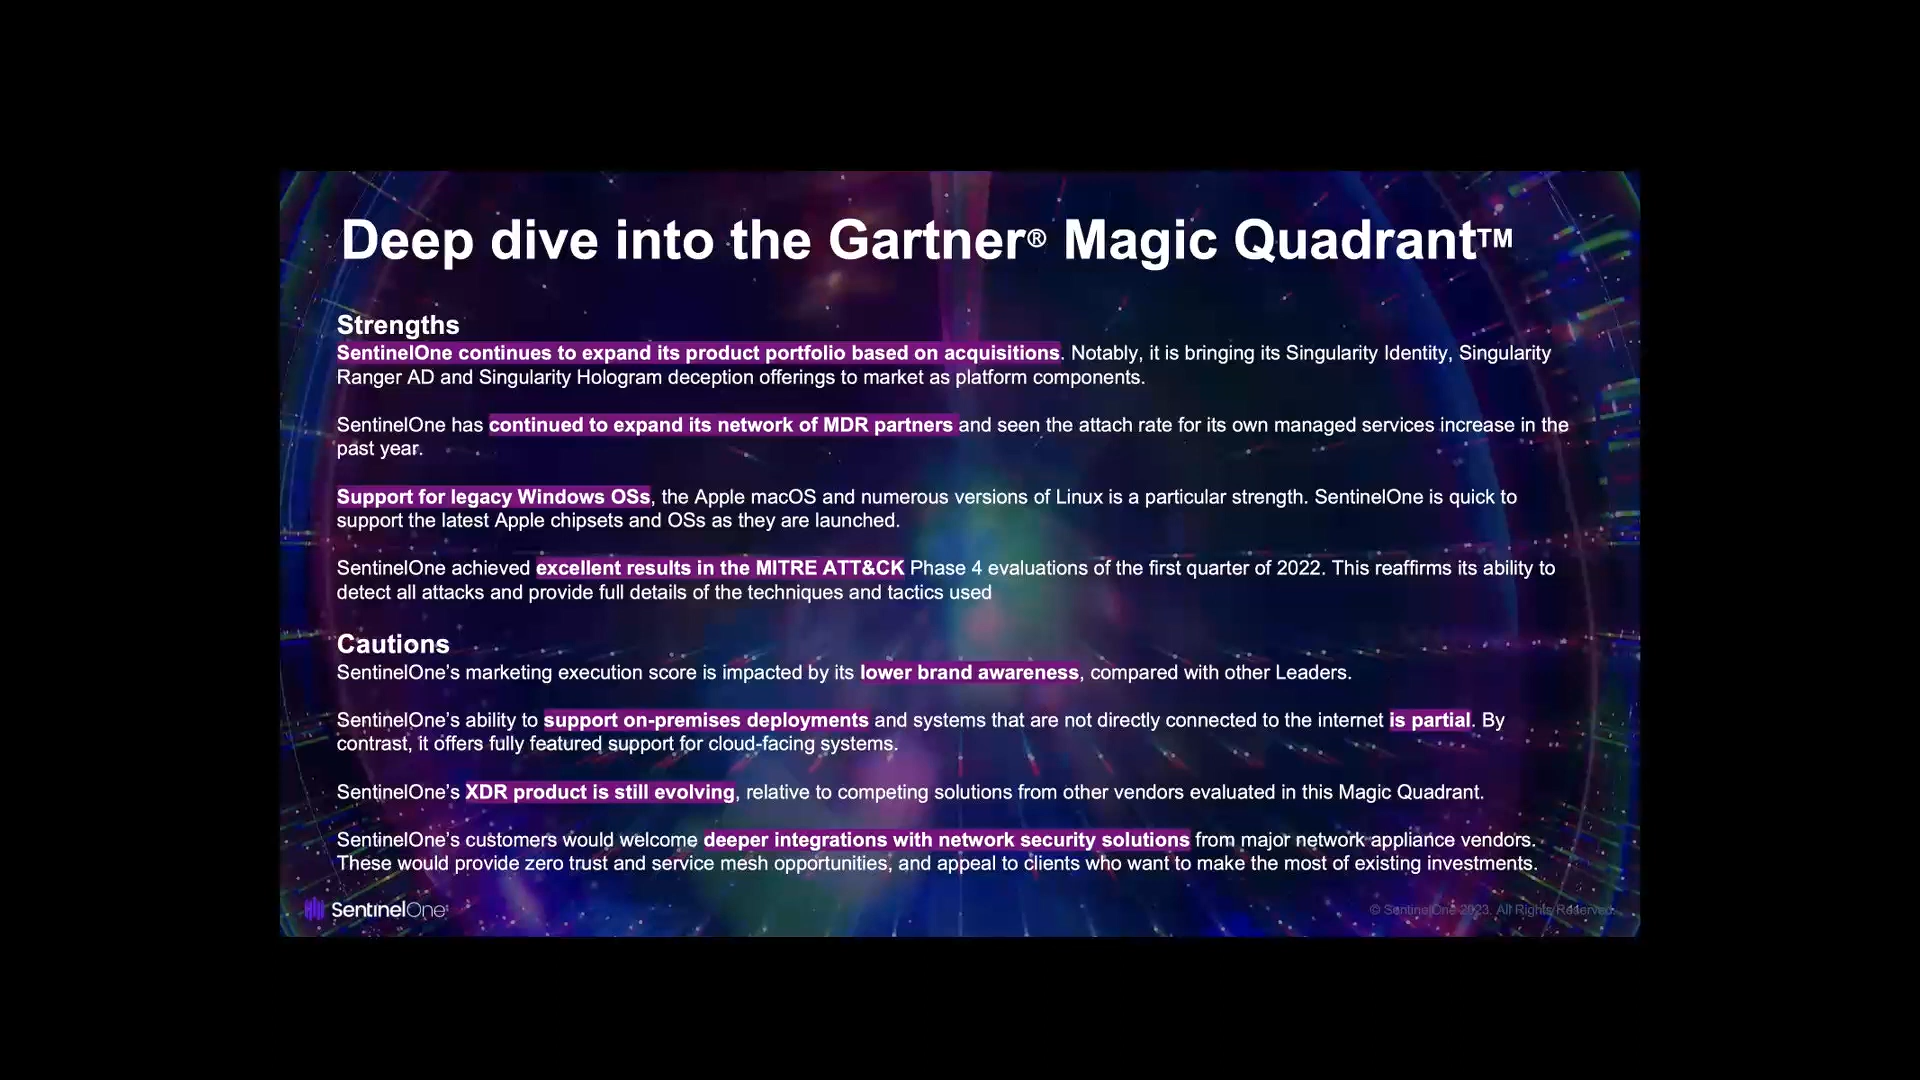 Deep dive into the Gartner® Magic Quadrant™
Strengths
SentinelOne continues to expand its product portfolio based on acquisitions. Notably, it is bringing its Singularity Identity, Singularity
Ranger AD and Singularity Hologram deception offerings to market as platform components.
SentinelOne has continued to expand its network of MDR partners and seen the attach rate for its own managed services increase in the
past year.
Support for legacy Windows OSs, the Apple macOS and numerous versions of Linux is a particular strength. SentinelOne is quick to
support the latest Apple chipsets and OSs as they are launched.
SentinelOne achieved excellent results in the MITRE ATT&CK Phase 4 evaluations of the first quarter of 2022. This reaffirms its ability to
detect all attacks and provide full details of the techniques and tactics used
Cautions
SentinelOne’s marketing execution score is impacted by its lower brand awareness, compared with other Leaders.
SentinelOne’s ability to support on-premises deployments and systems that are not directly connected to the internet is partial. By
contrast, it offers fully featured support for cloud-facing systems.
SentinelOne’s XDR product is still evolving, relative to competing solutions from other vendors evaluated in this Magic Quadrant.
SentinelOne’s customers would welcome deeper integrations with network security solutions from major network appliance vendors.
These would provide zero trust and service mesh opportunities, and appeal to clients who want to make the most of existing investments.
SentinelOne
© SentinelOne 2023. All Rights Reserved.